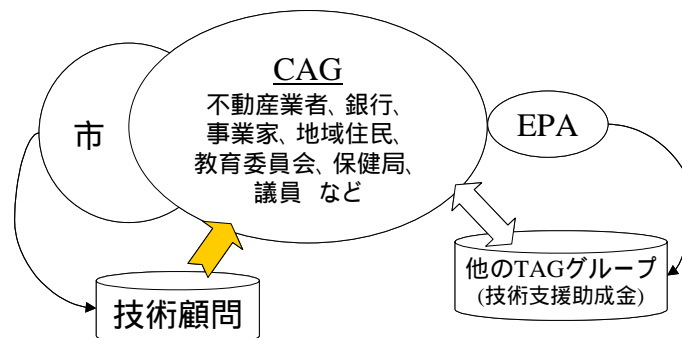 CAG
不動産業者、銀行、
事業家、地域住民、
教育委員会、保健局、
議員 など
市
EPA
技術顧問
他のTAGグループ
(技術支援助成金)